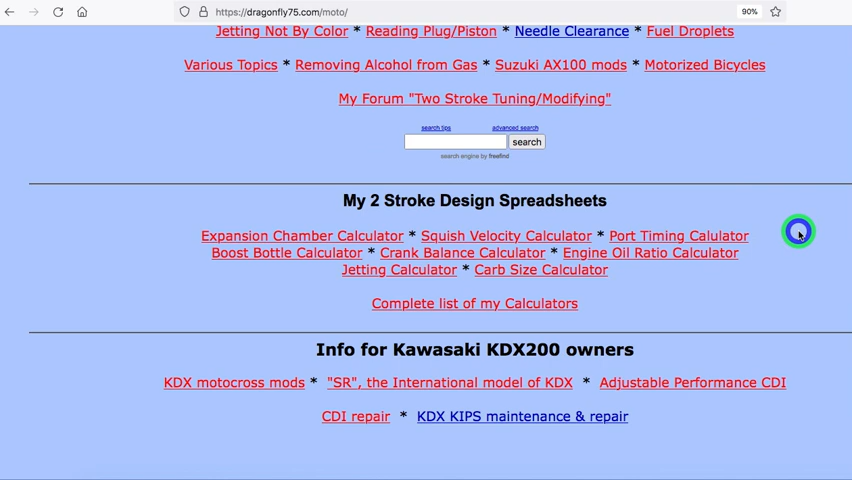 https://dragonfly75.com/moto/
90%
Jetting Not By Color * Reading Plug/Piston * Needle Clearance * Fuel Droplets
Various Topics * Removing Alcohol from Gas * Suzuki AX100 mods * Motorized Bicycles
My Forum "Two Stroke Tuning/Modifying"
search tips advanced search
search
search engine by freefind
My 2 Stroke Design Spreadsheets
Expansion Chamber Calculator * Squish Velocity Calculator * Port Timing Calulator
Boost Bottle Calculator * Crank Balance Calculator * Engine Oil Ratio Calculator
Jetting Calculator * Carb Size Calculator
Complete list of my Calculators
Info for Kawasaki KDX200 owners
KDX motocross mods * "SR", the International model of KDX * Adjustable Performance CDI
CDI repair * KDX KIPS maintenance & repair